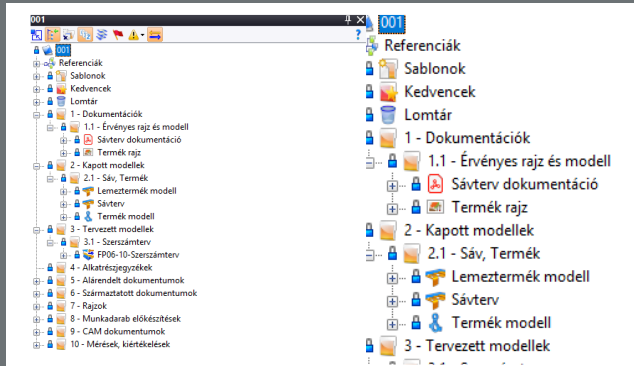 001
001
Referenciák
Sablonok
Kedvencek
Lomtár
1 - Dokumentációk
1.1 - Érvényes rajz és modell
Sávterv dokumentáció
Termék rajz
2 - Kapott modellek
2.1 - Sáv, Termék
Lemeztermék modell
Sávterv
Termék modell
3 - Tervezett modellek
3.1 - Szerszámterv
FP06-10-Szerszámterv
4 - Alkatrészjegyzékek
5 - Alárendelt dokumentumok
6 - Származtatott dokumentumok
7 - Rajzok
8 - Munkadarab előkészítések
9 - CAM dokumentumok
10 - Mérések, kiértékelések
001
Referenciák
Sablonok
Kedvencek
Lomtár
1 - Dokumentációk
1.1 - Érvényes rajz és modell
Sávterv dokumentáció
Termék rajz
2 - Kapott modellek
2.1 - Sáv, Termék
Lemeztermék modell
Sávterv
Termék modell
3 - Tervezett modellek